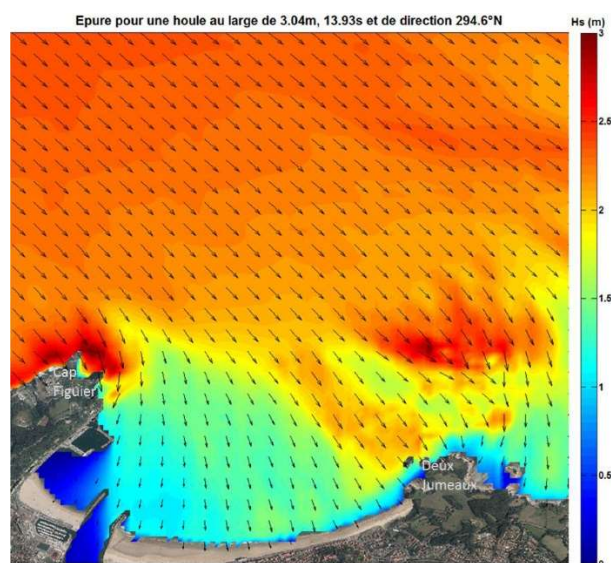 Epure pour une houle au large de 3.04m, 13.93s et de direction 294.6°N
Hs (m)
3
2.5
2
1.5
1
0.5
0
Cap
Figuier
Deux
Jumeaux